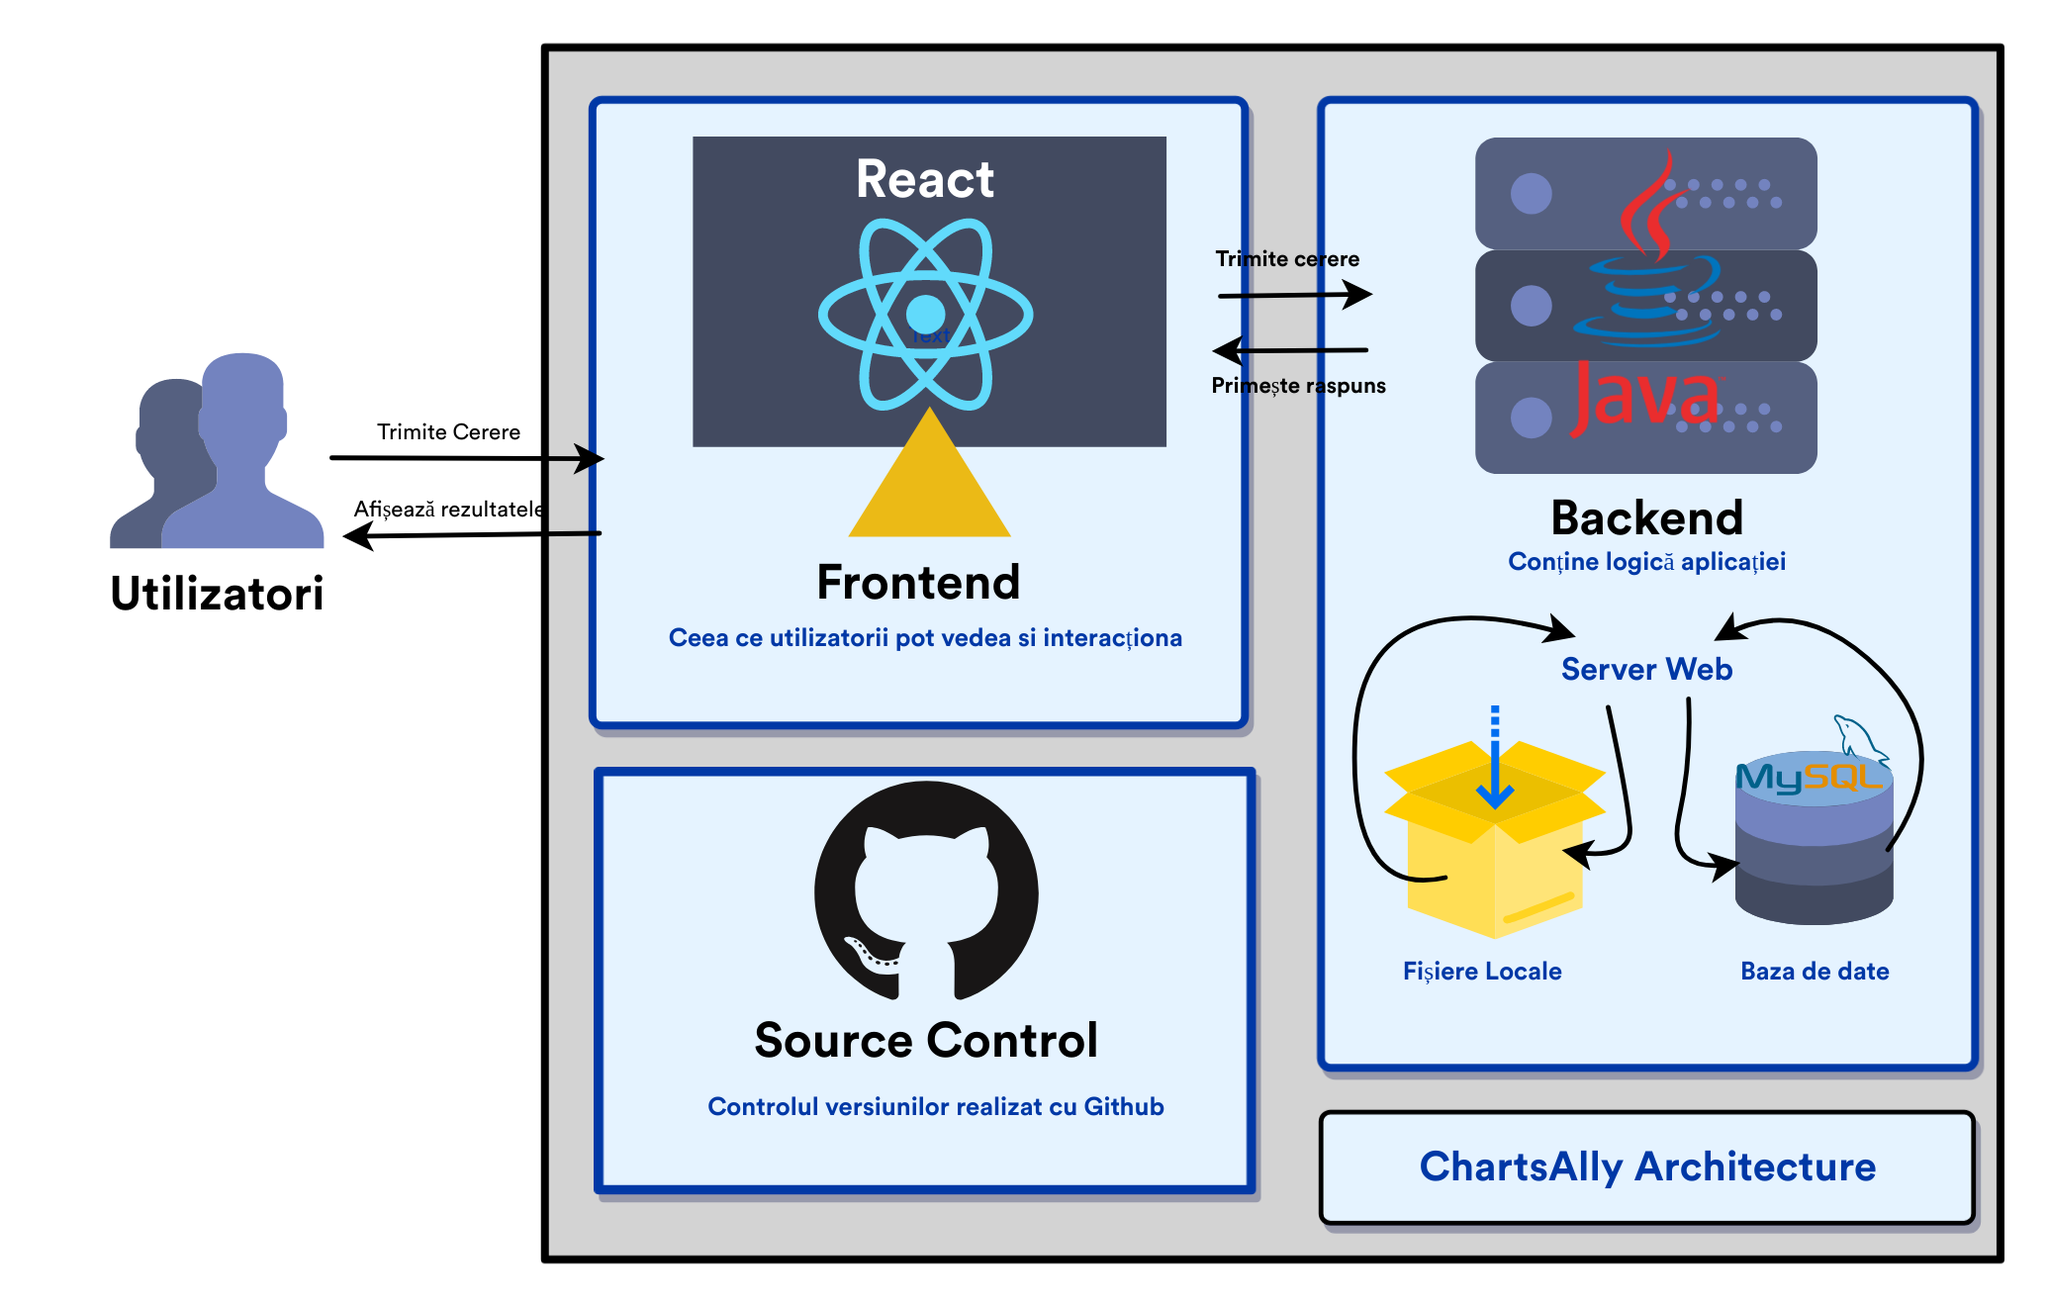 React
Text
Trimite cerere
Primește raspuns
Java
Trimite Cerere
Afișează rezultatele
Utilizatori
Frontend
Ceea ce utilizatorii pot vedea si interacționa
Backend
Conține logică aplicației
Server Web
MySQL
Fișiere Locale
Baza de date
Source Control
Controlul versiunilor realizat cu Github
ChartsAlly Architecture